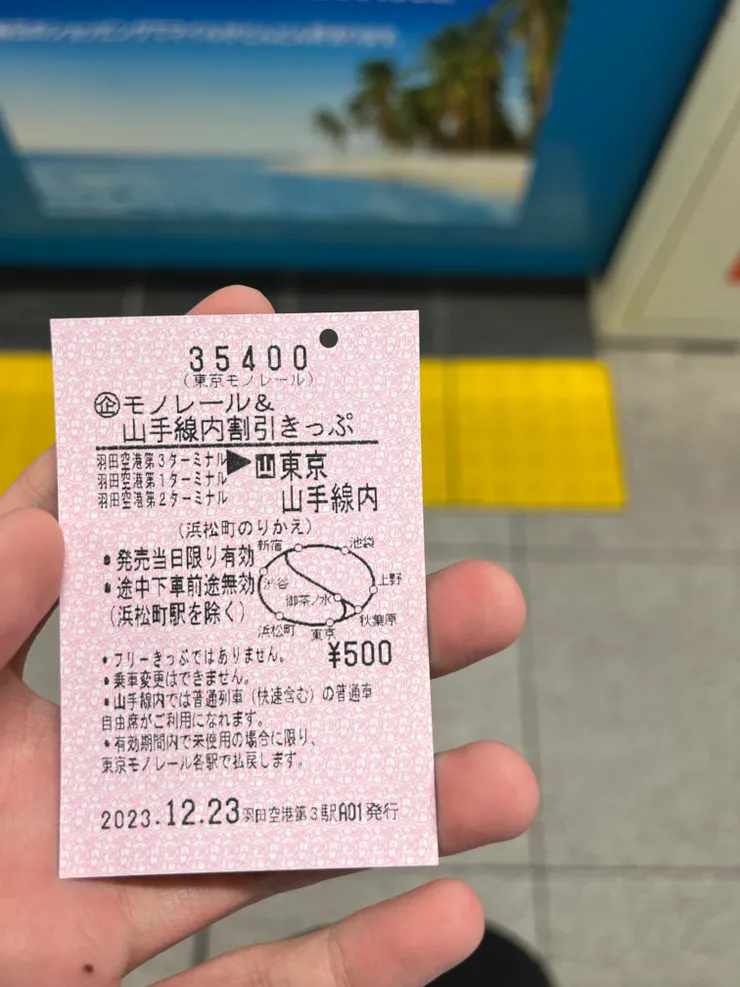 35400
(東京モノレール)
㊭モノレール&
山手線内割引きっぷ
羽田空港第3ターミナル
羽田空港第1ターミナル
羽田空港第2ターミナル
▶山東京
山手線内
(浜松町のりかえ)
•発売当日限り有効
•途中下車前途無効
(浜松町駅を除く)
新宿
池袋
渋谷
上野
御茶ノ水
秋葉原
浜松町
東京
¥500
•フリーきっぷではありません。
•乗車変更はできません。
•山手線内では普通列車(快速含む)の普通車
自由席がご利用になれます。
•有効期間内で未使用の場合に限り、
東京モノレール各駅で払戻します。
2023.12.23羽田空港第3駅A01発行